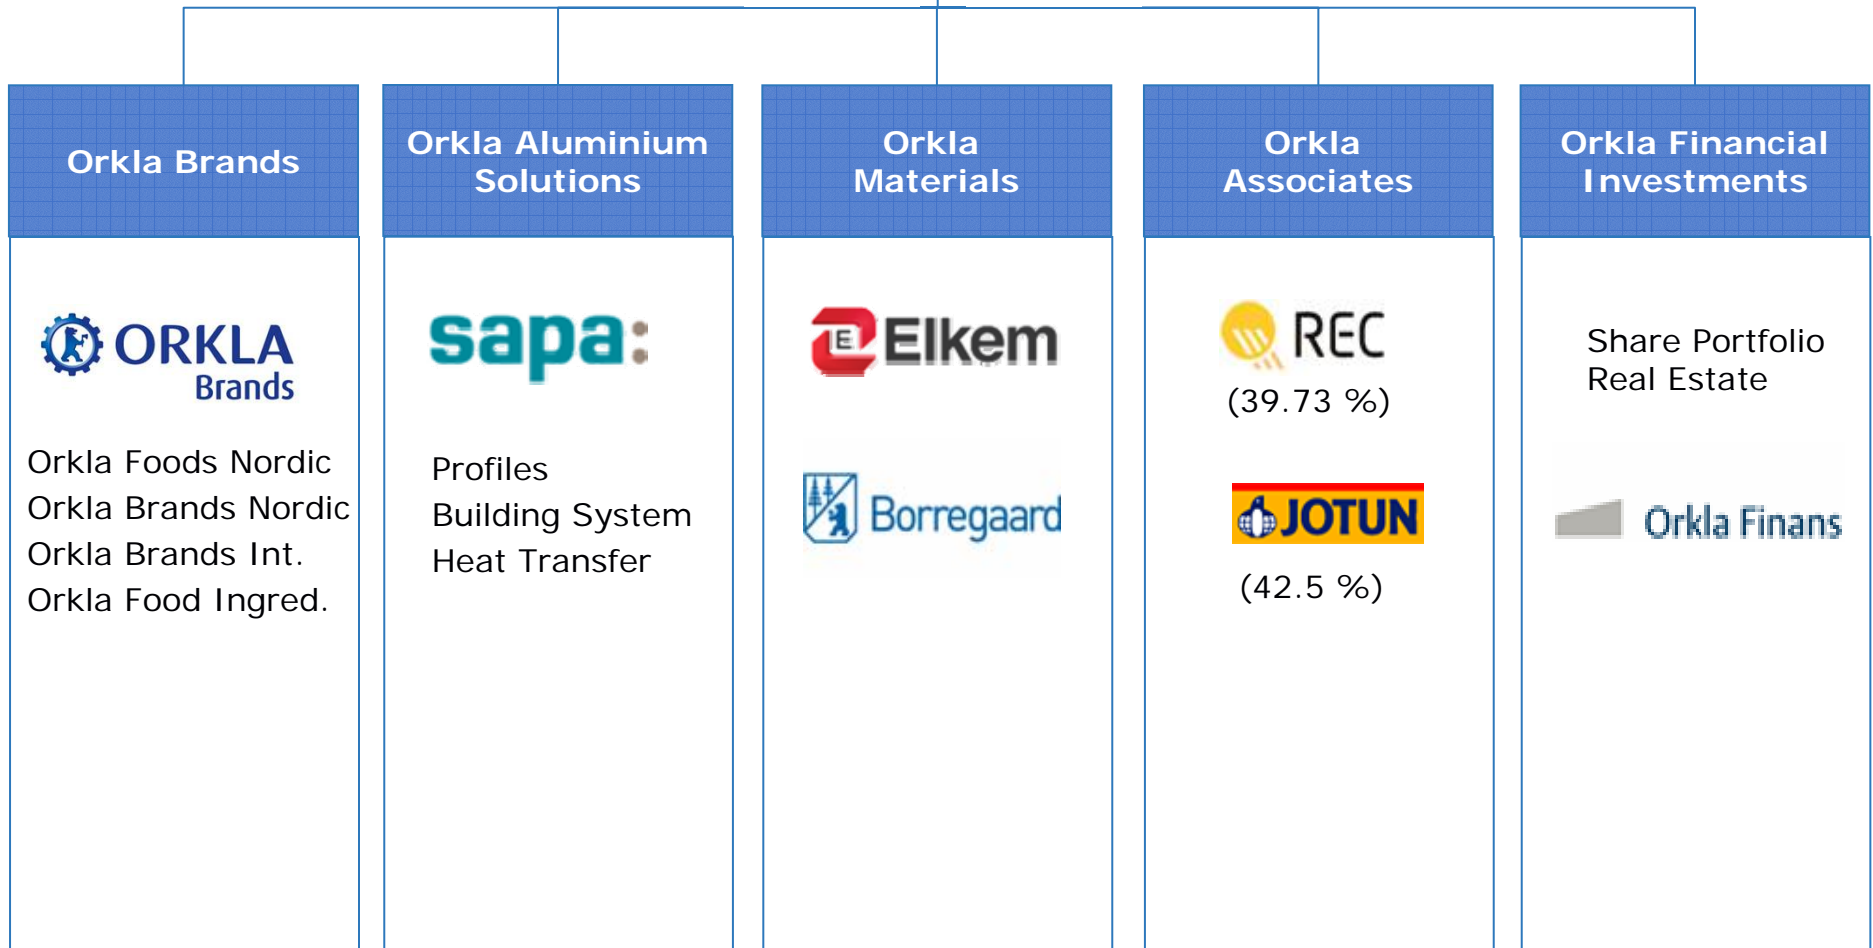 Orkla Brands
ORKLA
Brands
Orkla Foods Nordic
Orkla Brands Nordic
Orkla Brands Int.
Orkla Food Ingred.
Orkla Aluminium
Solutions
sapa:
Profiles
Building System
Heat Transfer
Orkla
Materials
E Elkem
Borregaard
Orkla
Associates
REC
(39.73 %)
JOTUN
(42.5 %)
Orkla Financial
Investments
Share Portfolio
Real Estate
Orkla Finans